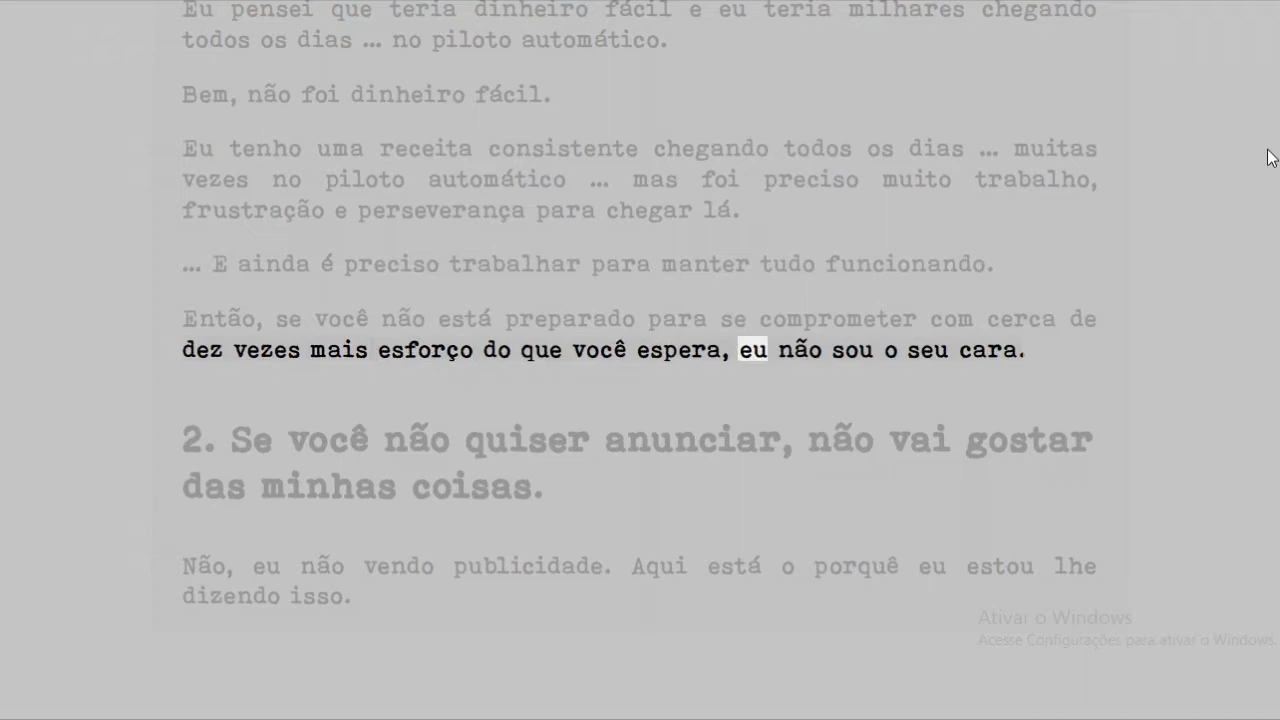 Eu pensei que teria dinheiro fácil e eu teria milhares chegando
todos os dias … no piloto automático.
Bem, não foi dinheiro fácil.
Eu tenho uma receita consistente chegando todos os dias … muitas
vezes no piloto automático … mas foi preciso muito trabalho,
frustração e perseverança para chegar lá.
… E ainda é preciso trabalhar para manter tudo funcionando.
Então, se você não está preparado para se comprometer com cerca de
dez vezes mais esforço do que você espera, eu não sou o seu cara.
2. Se você não quiser anunciar, não vai gostar
das minhas coisas.
Não, eu não vendo publicidade. Aqui está o porquê eu estou lhe
dizendo isso.
Ativar o Windows
Acesse Configurações para ativar o Windows.